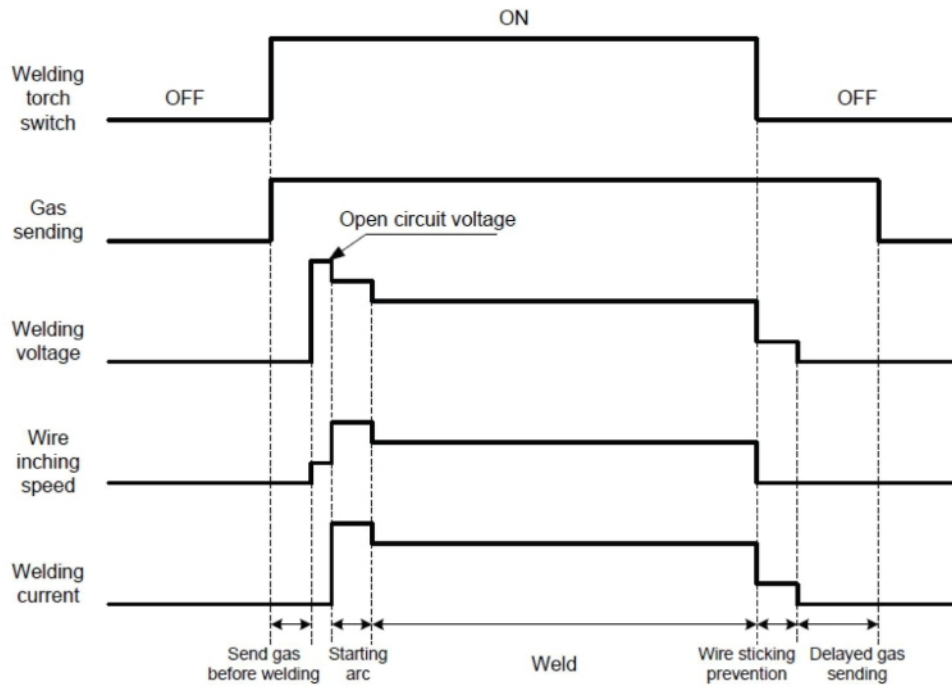 ON
Welding
torch
switch
OFF
OFF
Gas
sending
Open circuit voltage
Welding
voltage
Wire
inching
speed
Welding
current
Send gas
before welding
Starting
arc
Weld
Wire sticking
prevention
Delayed gas
sending